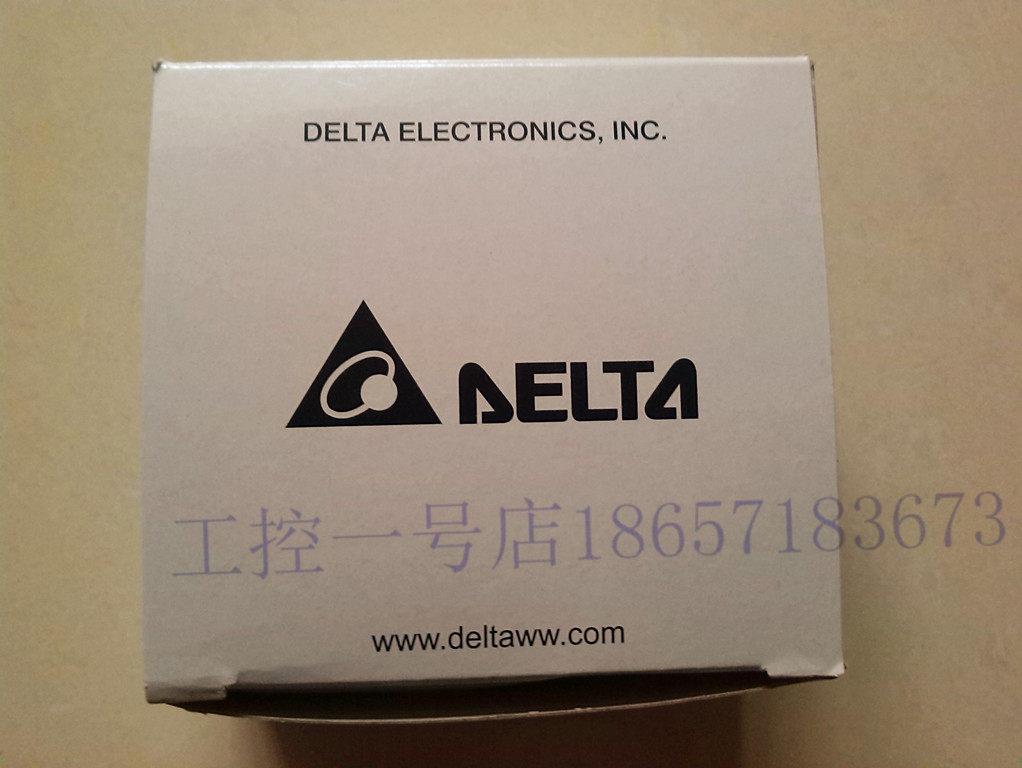 DELTA ELECTRONICS, INC.
DELTA
工控一号店18657183673
www.deltaww.com